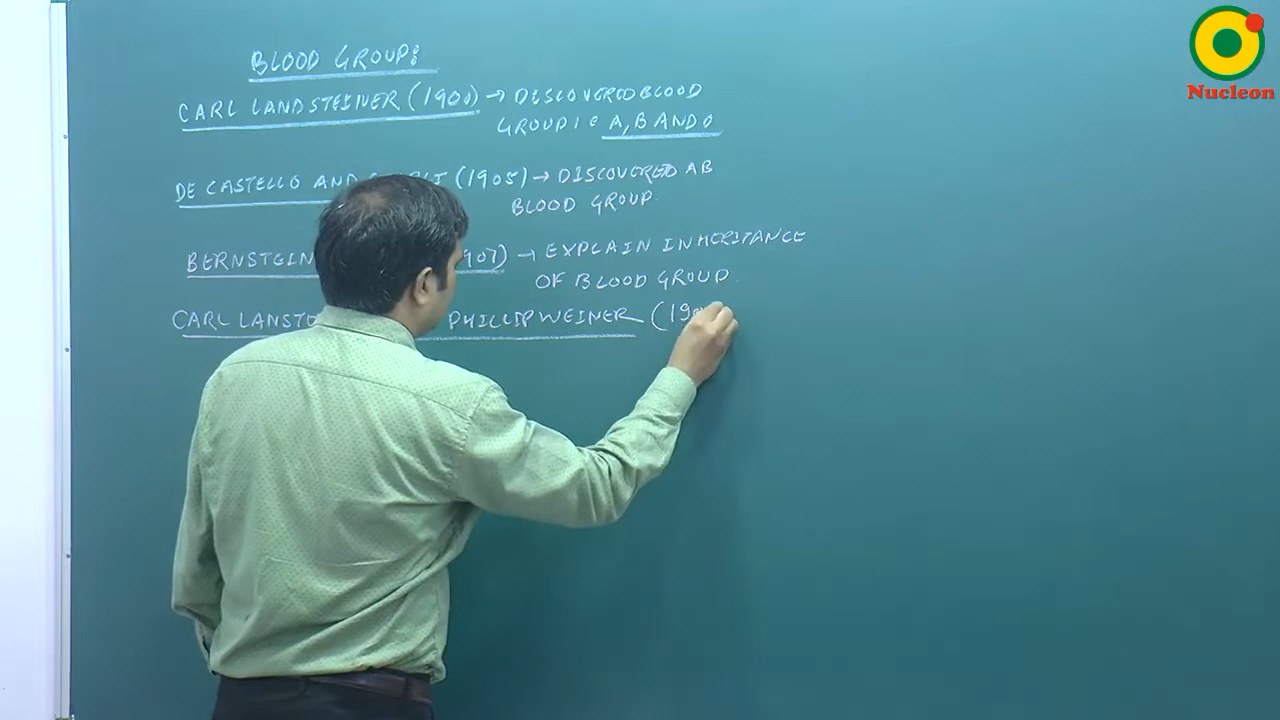 BLOOD GROUP:
CARL LANDSTEINER (1900) → DISCOVERED BLOOD
GROUP i e A, B AND O
DE CASTELLO AND (1905) → DISCOVERED AB
BLOOD GROUP.
BERNSTEIN → EXPLAIN INHERITANCE
OF BLOOD GROUP.
CARL PHILLIP WEINER (19
Nucleon